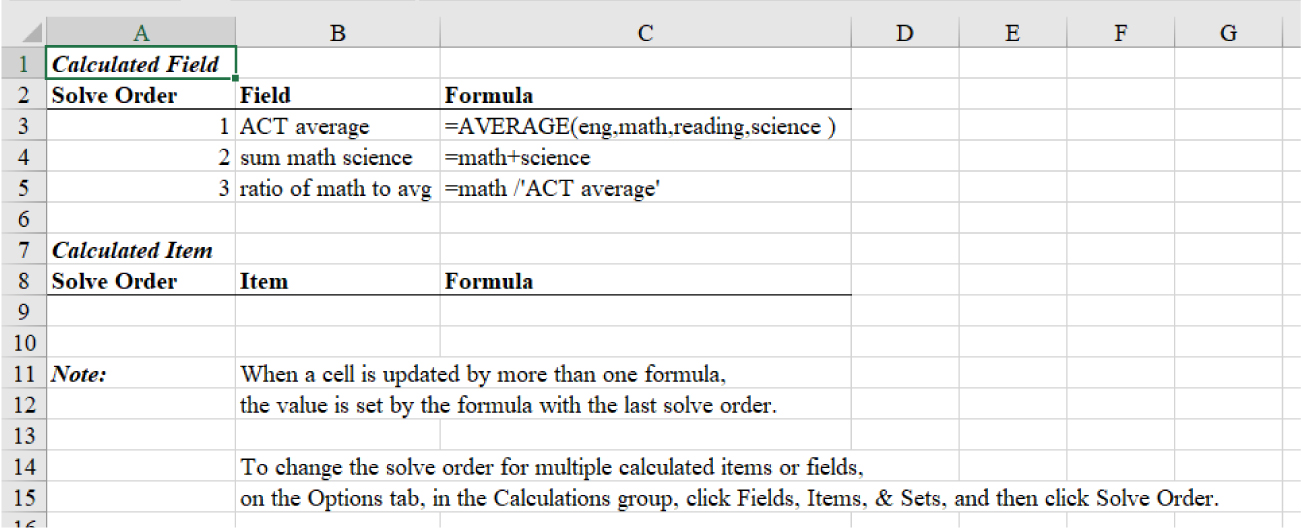 A B C D E F G
1 Calculated Field
2 Solve Order Field Formula
3 1 ACT average =AVERAGE(eng,math,reading,science )
4 2 sum math science =math+science
5 3 ratio of math to avg =math /'ACT average'
6
7 Calculated Item
8 Solve Order Item Formula
9
10
11 Note: When a cell is updated by more than one formula,
12 the value is set by the formula with the last solve order.
13
14 To change the solve order for multiple calculated items or fields,
15 on the Options tab, in the Calculations group, click Fields, Items, & Sets, and then click Solve Order.
16